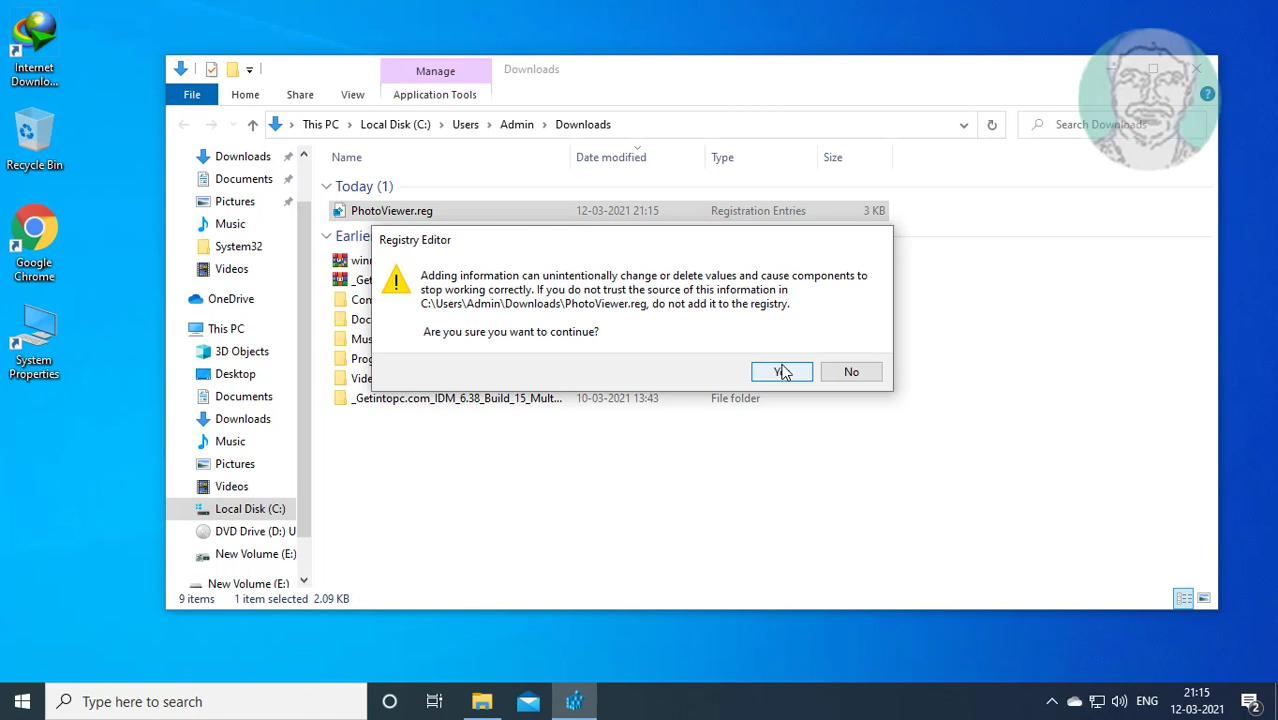 Internet
Downlo...
Recycle Bin
Google
Chrome
System
Properties
Manage
Downloads
File
Home
Share
View
Application Tools
This PC
Local Disk (C:)
Users
Admin
Downloads
Search Downloads
Downloads
Documents
Pictures
Music
System32
Videos
OneDrive
This PC
3D Objects
Desktop
Documents
Downloads
Music
Pictures
Videos
Local Disk (C:)
DVD Drive (D:) U
New Volume (E:)
New Volume (E:)
Name
Date modified
Type
Size
Today (1)
PhotoViewer.reg
12-03-2021 21:15
Registration Entries
3 KB
Earlie
Registry Editor
Adding information can unintentionally change or delete values and cause components to
stop working correctly. If you do not trust the source of this information in
C:\Users\Admin\Downloads\PhotoViewer.reg, do not add it to the registry.
Are you sure you want to continue?
No
_Getintopc.com_IDM_6.38_Build_15_Mult...
10-03-2021 13:43
File folder
9 items
1 item selected
2.09 KB
Type here to search
ENG
21:15
12-03-2021
2